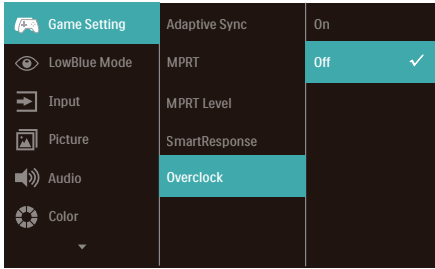 Game Setting
LowBlue Mode
Input
Picture
Audio
Color
Adaptive Sync
MPRT
MPRT Level
SmartResponse
Overclock
On
Off